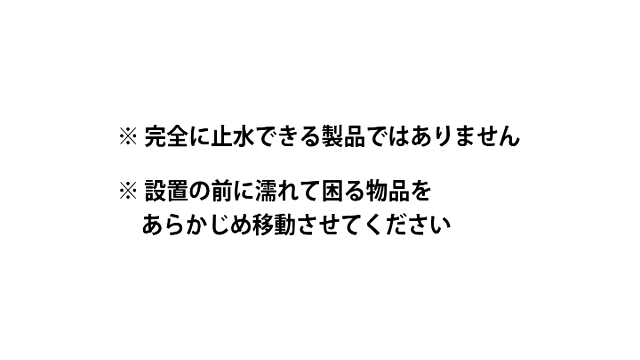 ※ 完全に止水できる製品ではありません
※ 設置の前に濡れて困る物品を
あらかじめ移動させてください